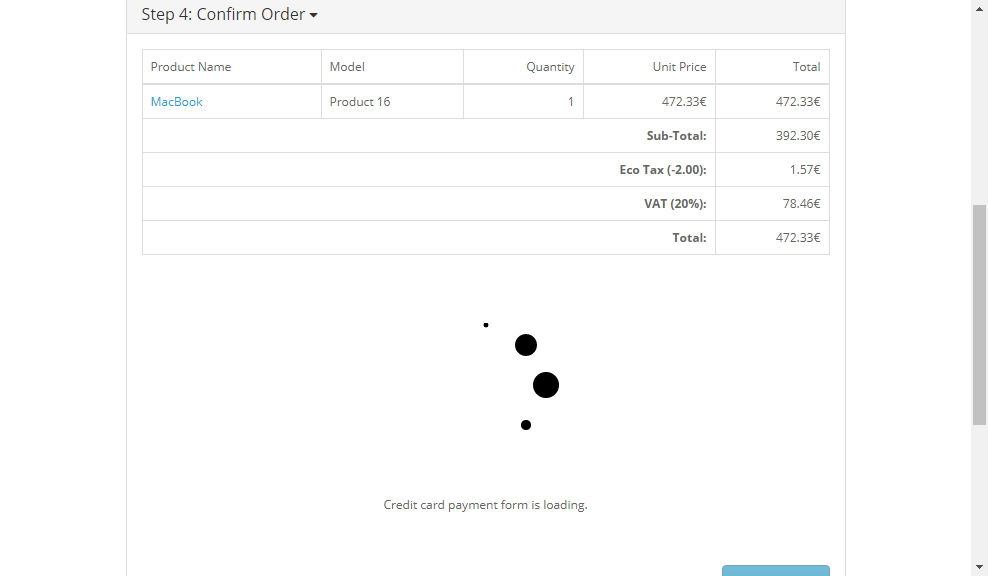 Step 4: Confirm Order
Product Name Model Quantity Unit Price Total
MacBook Product 16 1 472.33€ 472.33€
Sub-Total: 392.30€
Eco Tax (-2.00): 1.57€
VAT (20%): 78.46€
Total: 472.33€
Credit card payment form is loading.